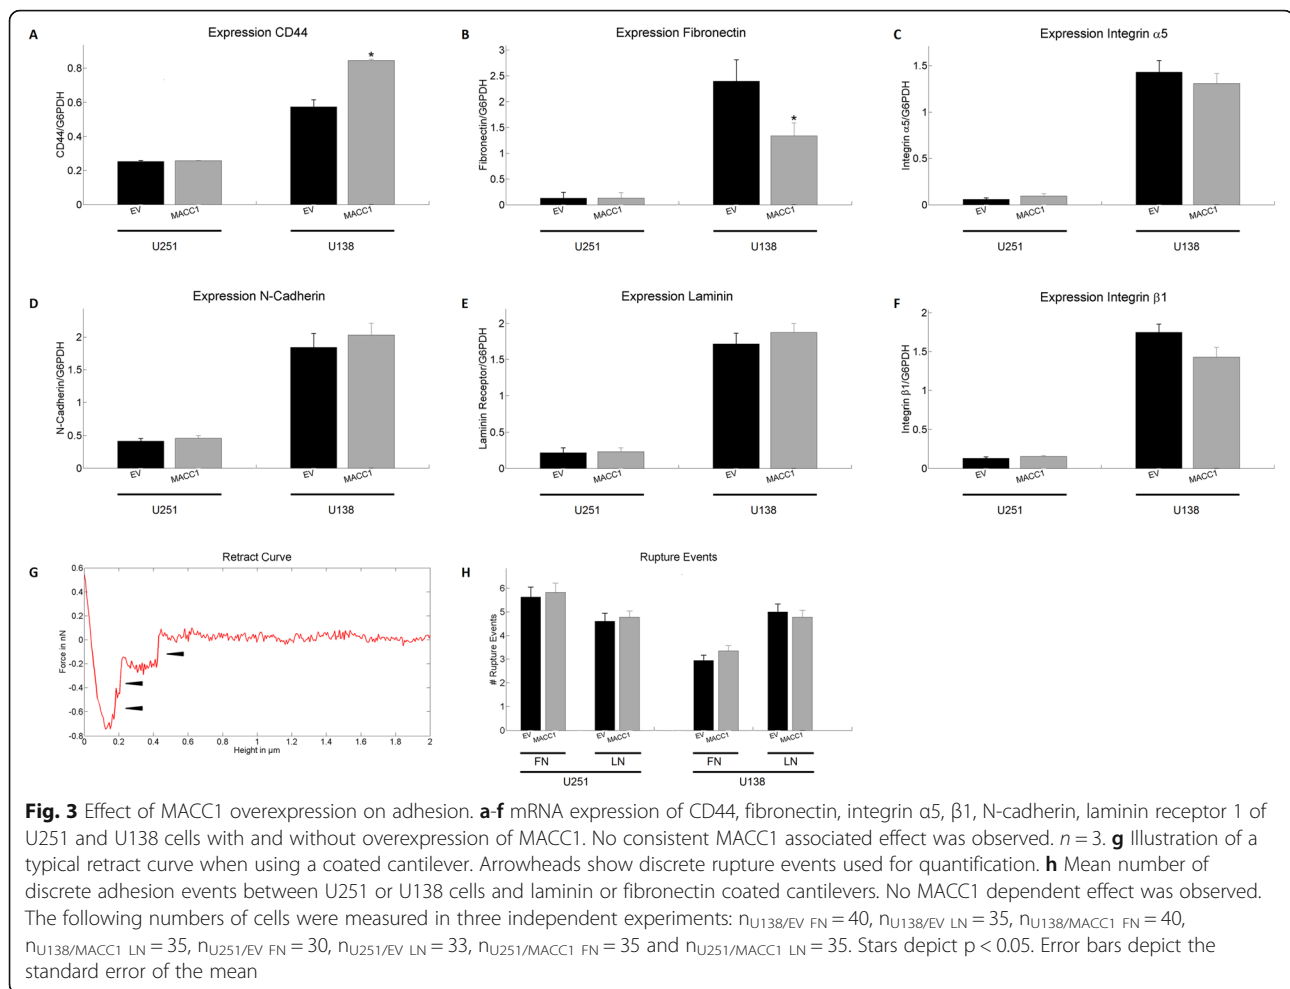 A
Expression CD44
CD44/G6PDH
0.8
0.6
0.4
0.2
0
*
EV
MACC1
EV
MACC1
U251
U138
B
Expression Fibronectin
Fibronectin/G6PDH
3
2.5
2
1.5
1
0.5
0
*
EV
MACC1
EV
MACC1
U251
U138
C
Expression Integrin α5
Integrin α5/G6PDH
1.5
1
0.5
0
EV
MACC1
EV
MACC1
U251
U138
D
Expression N-Cadherin
N-Cadherin/G6PDH
2
1.5
1
0.5
0
EV
MACC1
EV
MACC1
U251
U138
E
Expression Laminin
Laminin Receptor/G6PDH
2
1.5
1
0.5
0
EV
MACC1
EV
MACC1
U251
U138
F
Expression Integrin β1
Integrin β1/G6PDH
2
1.5
1
0.5
0
EV
MACC1
EV
MACC1
U251
U138
G
Retract Curve
Force in nN
0.6
0.4
0.2
0
-0.2
-0.4
-0.6
-0.8
0 0.2 0.4 0.6 0.8 1 1.2 1.4 1.6 1.8 2
Height in µm
H
Rupture Events
# Rupture Events
6
5
4
3
2
1
0
EV MACC1 EV MACC1 EV MACC1 EV MACC1
FN LN FN LN
U251 U138
Fig. 3 Effect of MACC1 overexpression on adhesion. a-f mRNA expression of CD44, fibronectin, integrin α5, β1, N-cadherin, laminin receptor 1 of
U251 and U138 cells with and without overexpression of MACC1. No consistent MACC1 associated effect was observed. n = 3. g Illustration of a
typical retract curve when using a coated cantilever. Arrowheads show discrete rupture events used for quantification. h Mean number of
discrete adhesion events between U251 or U138 cells and laminin or fibronectin coated cantilevers. No MACC1 dependent effect was observed.
The following numbers of cells were measured in three independent experiments: nU138/EV FN = 40, nU138/EV LN = 35, nU138/MACC1 FN = 40,
nU138/MACC1 LN = 35, nU251/EV FN = 30, nU251/EV LN = 33, nU251/MACC1 FN = 35 and nU251/MACC1 LN = 35. Stars depict p < 0.05. Error bars depict the
standard error of the mean